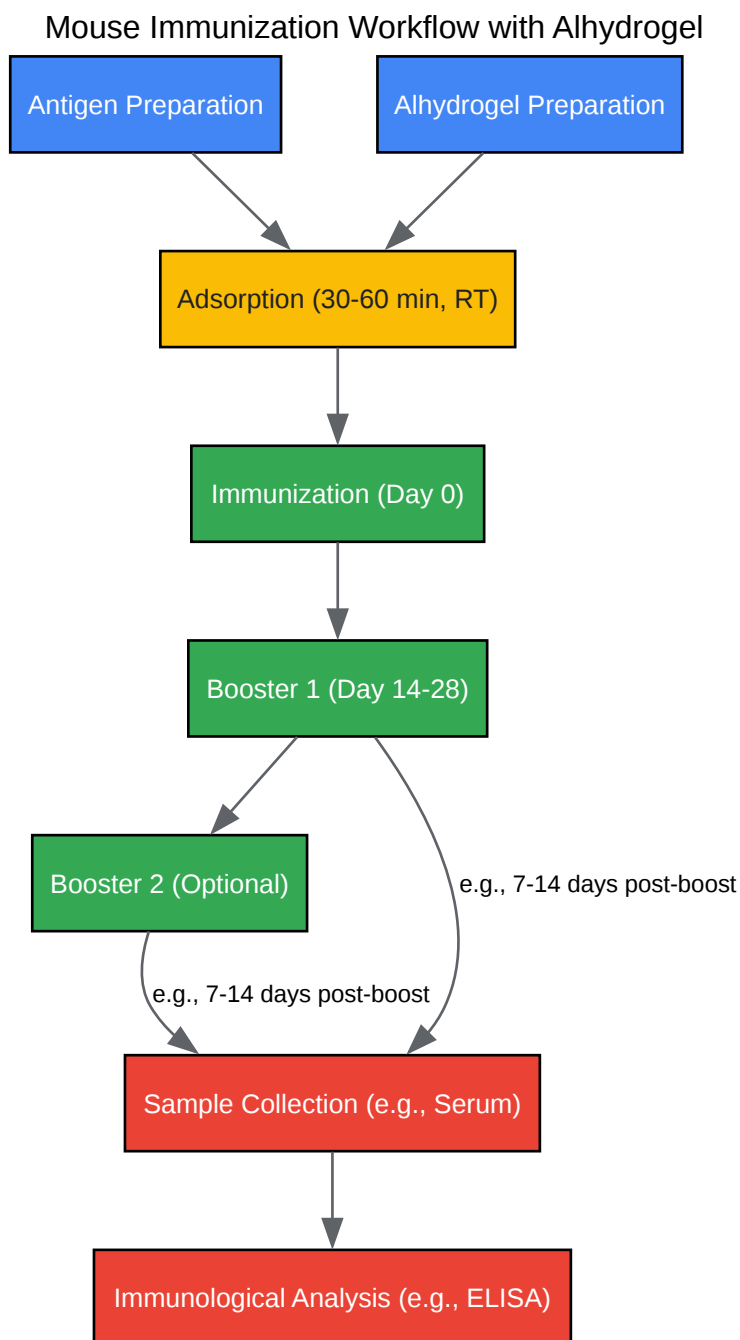 Mouse Immunization Workflow with Alhydrogel
Antigen Preparation
Alhydrogel Preparation
Adsorption (30-60 min, RT)
Immunization (Day 0)
Booster 1 (Day 14-28)
Booster 2 (Optional)
e.g., 7-14 days post-boost
e.g., 7-14 days post-boost
Sample Collection (e.g., Serum)
Immunological Analysis (e.g., ELISA)